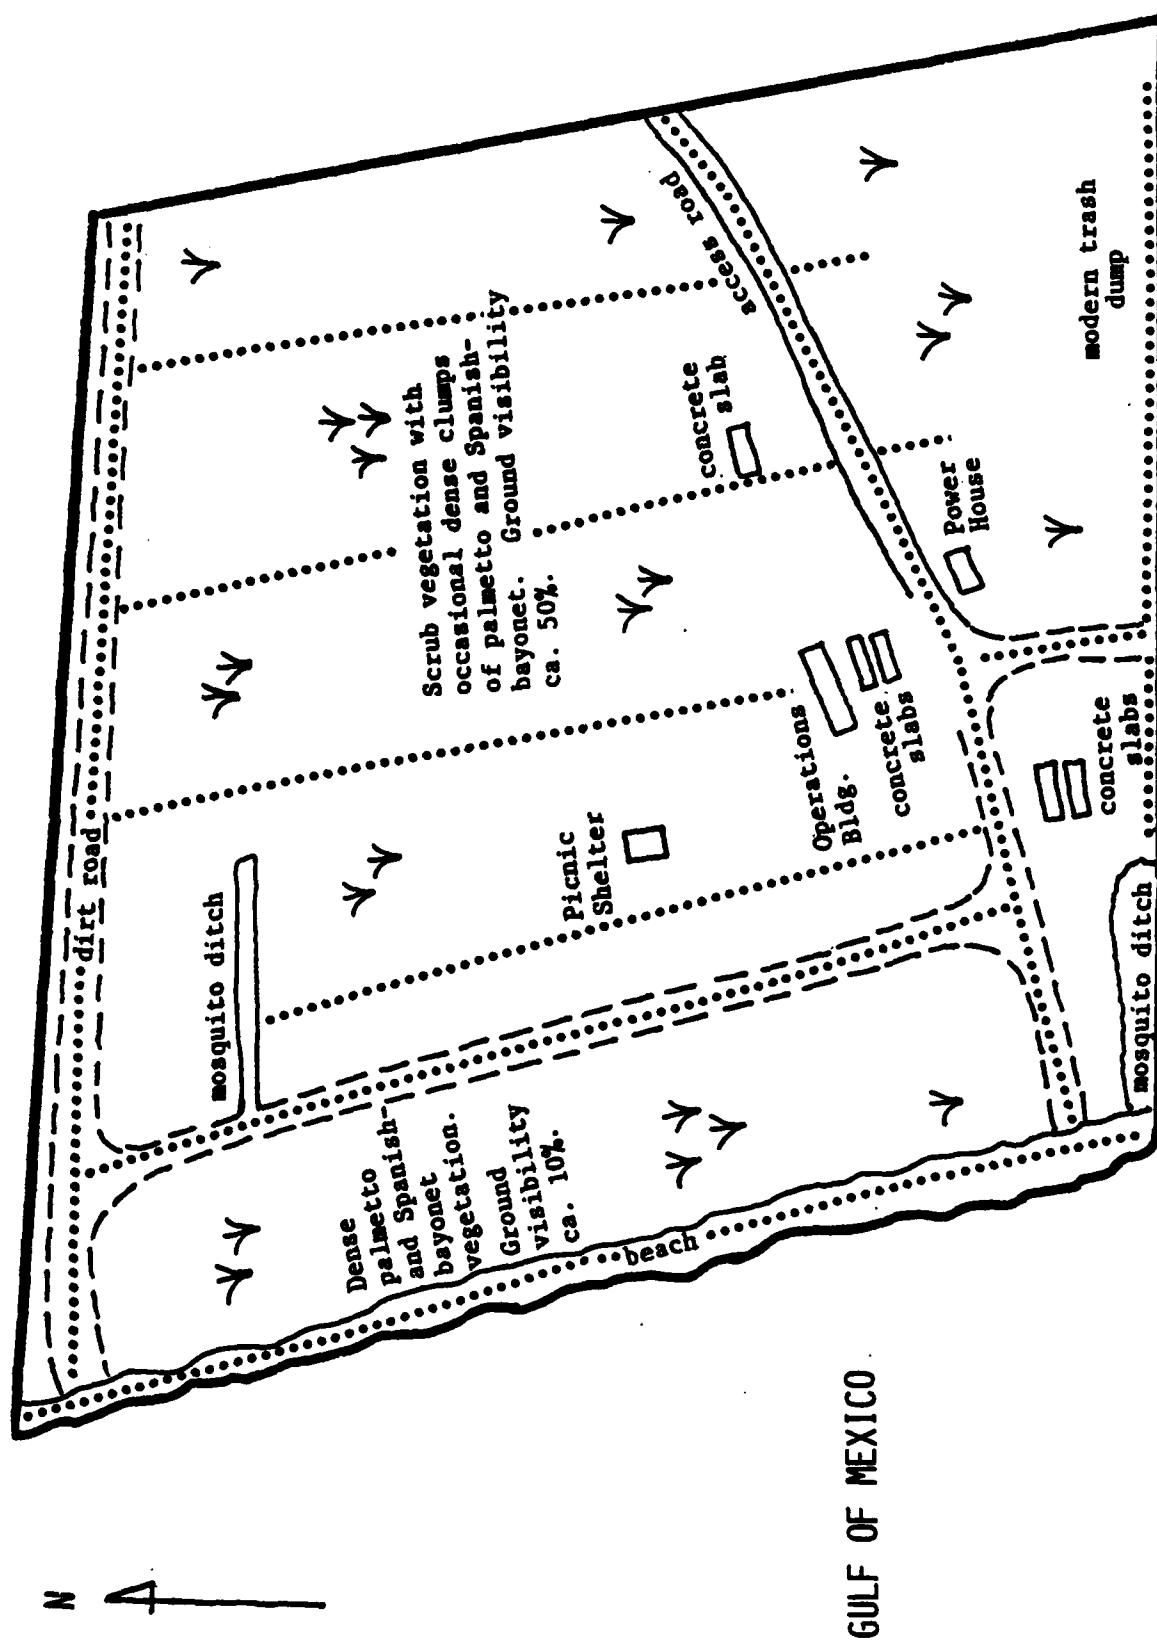 N
dirt road
mosquito ditch
Scrub vegetation with
occasional dense clumps
of palmetto and Spanish-
bayonet. Ground visibility
ca. 50%.
access road
concrete
slab
Power
House
modern trash
dump
Picnic
Shelter
Operations
Bldg.
concrete
slabs
concrete
slabs
mosquito ditch
Dense
palmetto
and Spanish-
bayonet
vegetation.
Ground
visibility
ca. 10%.
beach
GULF OF MEXICO